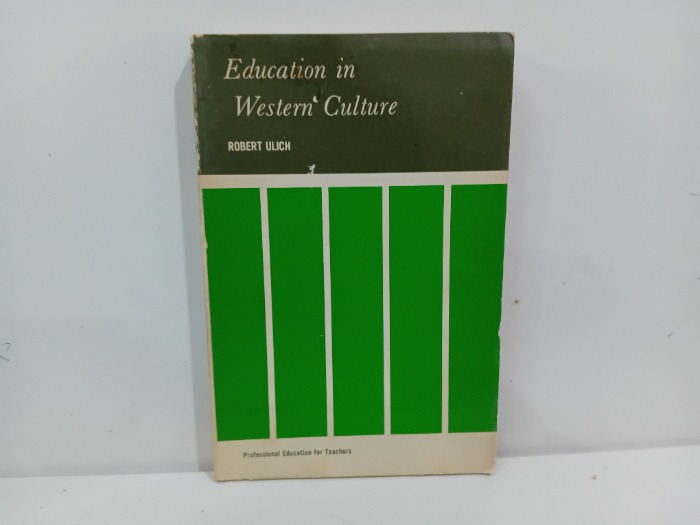 Education in
Western Culture
ROBERT ULICH
Professional Education for Teachers